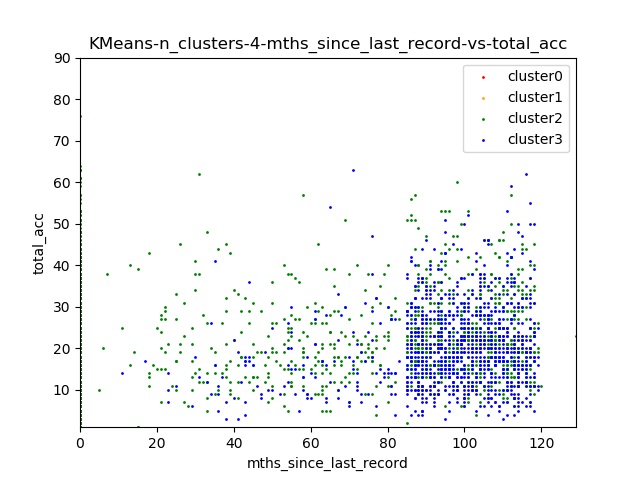 KMeans-n_clusters-4-mths_since_last_record-vs-total_acc
90
80
70
60
50
40
30
20
10
total_acc
cluster0
cluster1
cluster2
cluster3
0 20 40 60 80 100 120
mths_since_last_record